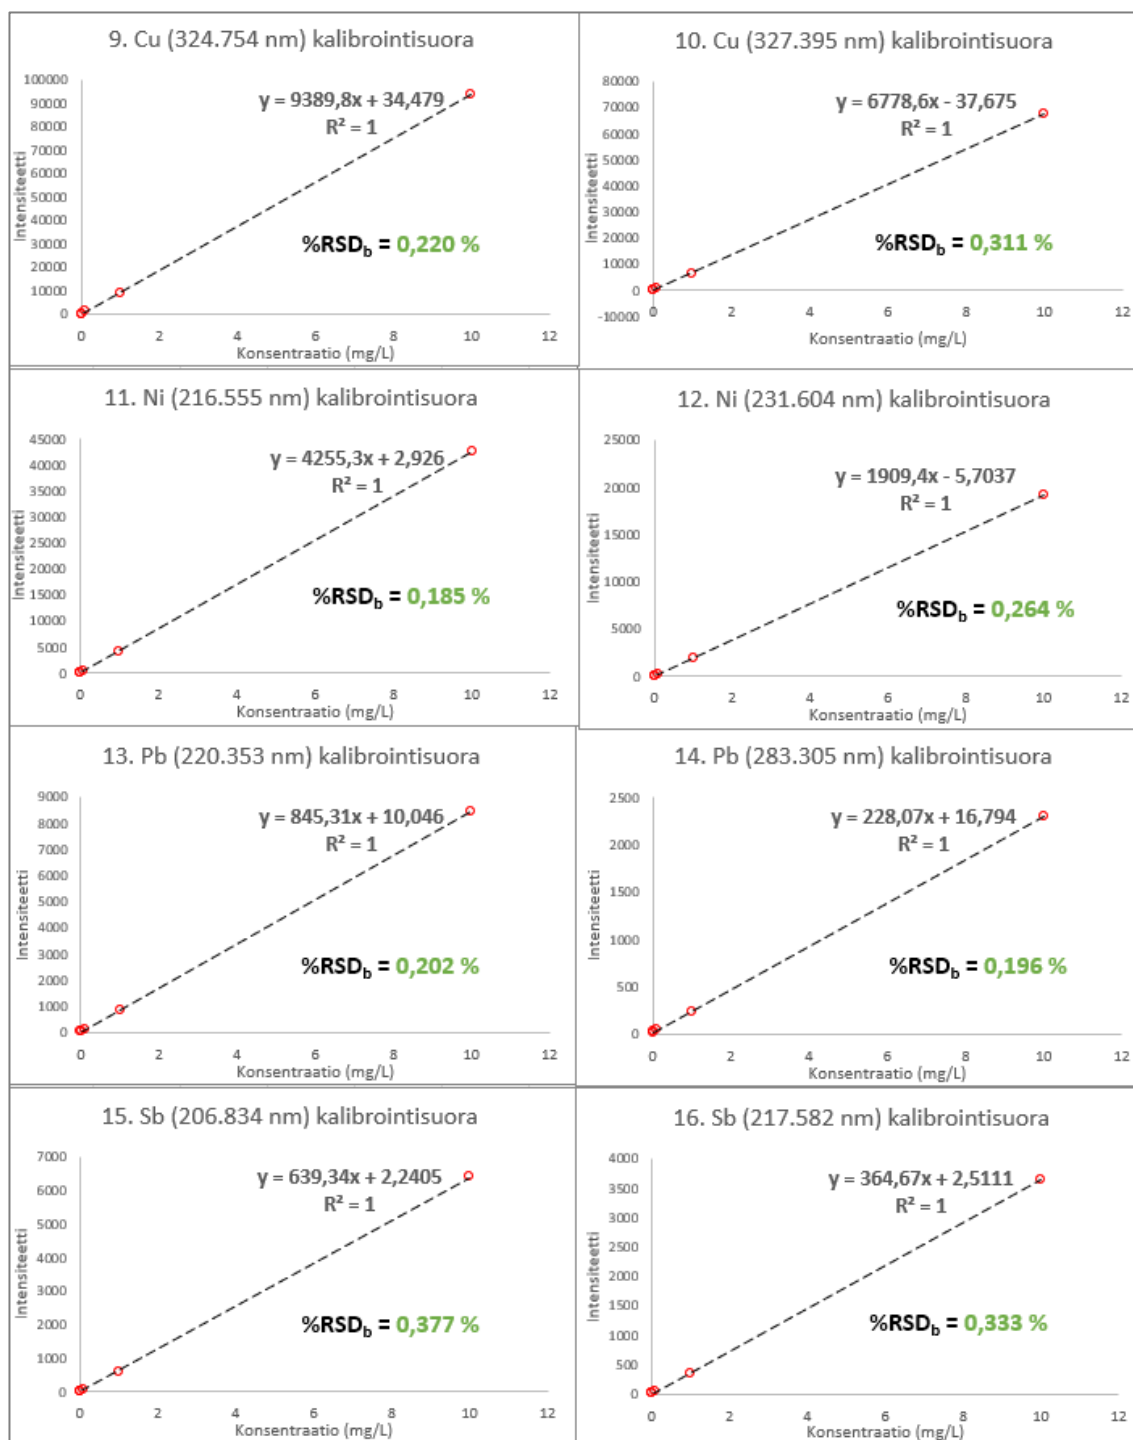 9. Cu (324.754 nm) kalibrointisuora
100000
90000
80000
70000
60000
50000
40000
30000
20000
10000
0
Intensiteetti
y = 9389,8x + 34,479
R² = 1
%RSDb = 0,220 %
0 2 4 6 8 10 12
Konsentraatio (mg/L)
10. Cu (327.395 nm) kalibrointisuora
80000
70000
60000
50000
40000
30000
20000
10000
0
-10000
Intensiteetti
y = 6778,6x - 37,675
R² = 1
%RSDb = 0,311 %
0 2 4 6 8 10 12
Konsentraatio (mg/L)
11. Ni (216.555 nm) kalibrointisuora
45000
40000
35000
30000
25000
20000
15000
10000
5000
0
Intensiteetti
y = 4255,3x + 2,926
R² = 1
%RSDb = 0,185 %
0 2 4 6 8 10 12
Konsentraatio (mg/L)
12. Ni (231.604 nm) kalibrointisuora
25000
20000
15000
10000
5000
0
Intensiteetti
y = 1909,4x - 5,7037
R² = 1
%RSDb = 0,264 %
0 2 4 6 8 10 12
Konsentraatio (mg/L)
13. Pb (220.353 nm) kalibrointisuora
9000
8000
7000
6000
5000
4000
3000
2000
1000
0
Intensiteetti
y = 845,31x + 10,046
R² = 1
%RSDb = 0,202 %
0 2 4 6 8 10 12
Konsentraatio (mg/L)
14. Pb (283.305 nm) kalibrointisuora
2500
2000
1500
1000
500
0
Intensiteetti
y = 228,07x + 16,794
R² = 1
%RSDb = 0,196 %
0 2 4 6 8 10 12
Konsentraatio (mg/L)
15. Sb (206.834 nm) kalibrointisuora
7000
6000
5000
4000
3000
2000
1000
0
Intensiteetti
y = 639,34x + 2,2405
R² = 1
%RSDb = 0,377 %
0 2 4 6 8 10 12
Konsentraatio (mg/L)
16. Sb (217.582 nm) kalibrointisuora
4000
3500
3000
2500
2000
1500
1000
500
0
Intensiteetti
y = 364,67x + 2,5111
R² = 1
%RSDb = 0,333 %
0 2 4 6 8 10 12
Konsentraatio (mg/L)